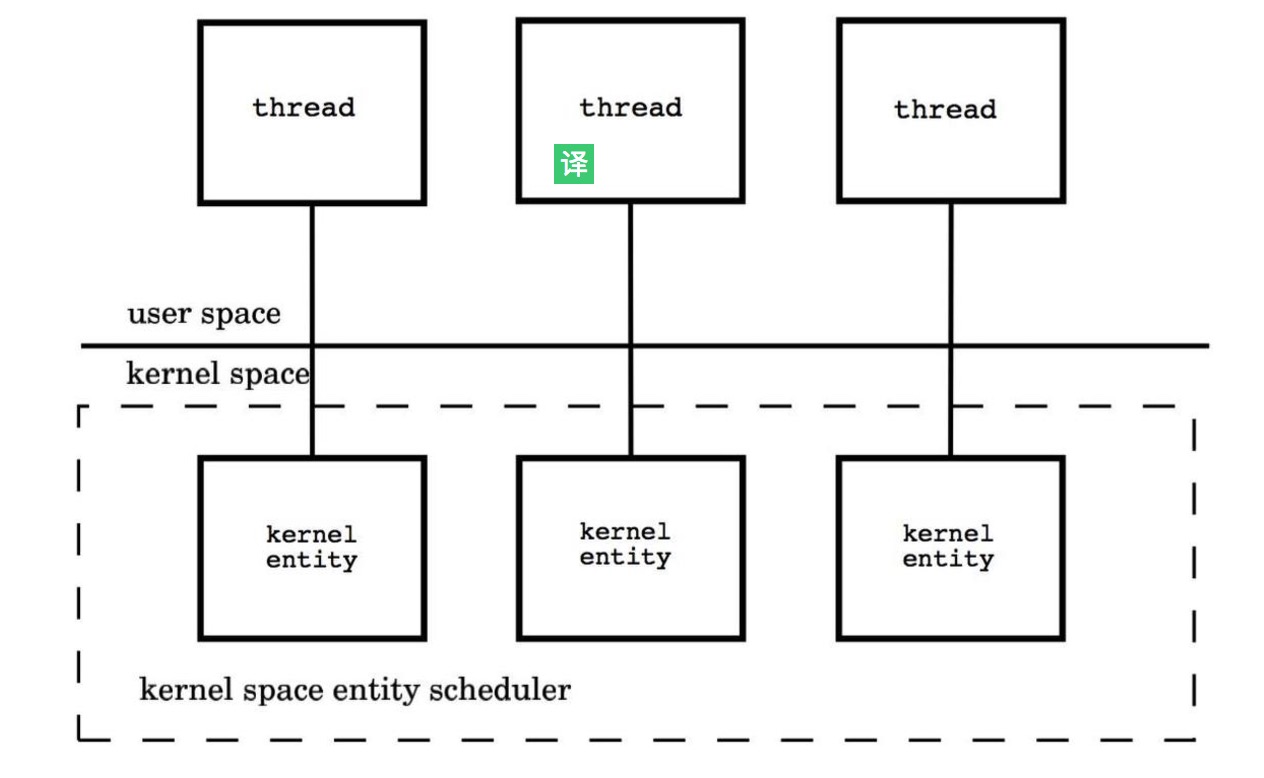 thread
thread
thread
译
user space
kernel space
kernel
entity
kernel
entity
kernel
entity
kernel space entity scheduler